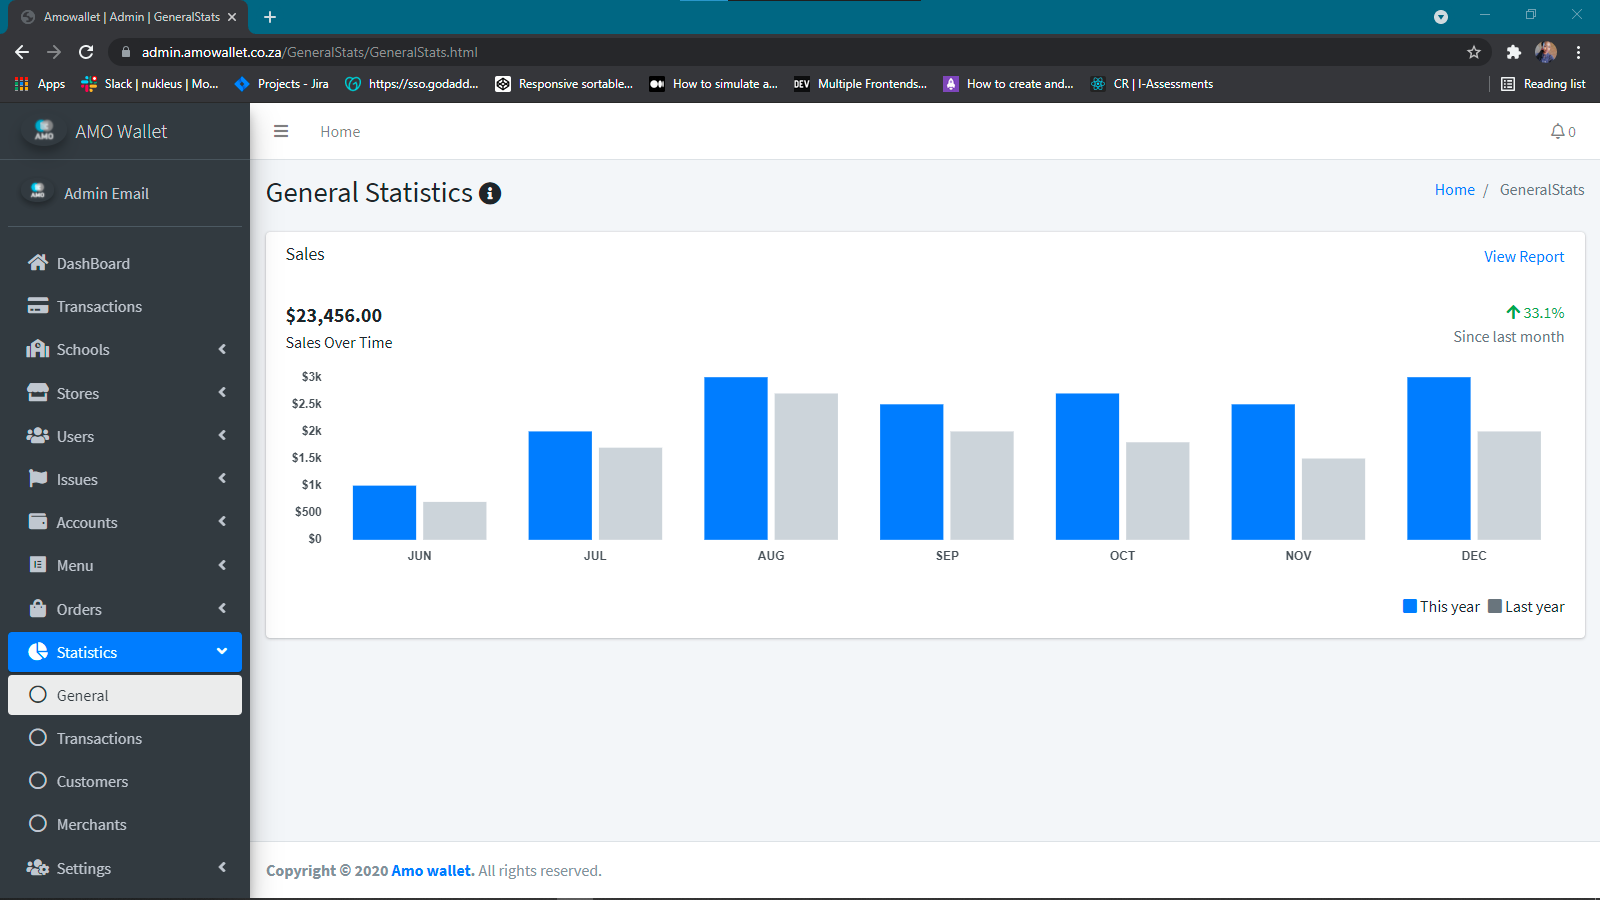 Amowallet | Admin | GeneralStats
admin.amowallet.co.za/GeneralStats/GeneralStats.html
Apps Slack | nukleus | Mo... Projects - Jira https://sso.godadd... Responsive sortable... How to simulate a... DEV Multiple Frontends... How to create and... CR | I-Assessments Reading list
AMO AMO Wallet
Home
0
AMO Admin Email
General Statistics
Home / GeneralStats
DashBoard
Transactions
Schools
Stores
Users
Issues
Accounts
Menu
Orders
Statistics
General
Transactions
Customers
Merchants
Settings
Sales
View Report
$23,456.00
33.1%
Sales Over Time
Since last month
$3k
$2.5k
$2k
$1.5k
$1k
$500
$0
JUN JUL AUG SEP OCT NOV DEC
This year Last year
Copyright © 2020 Amo wallet. All rights reserved.